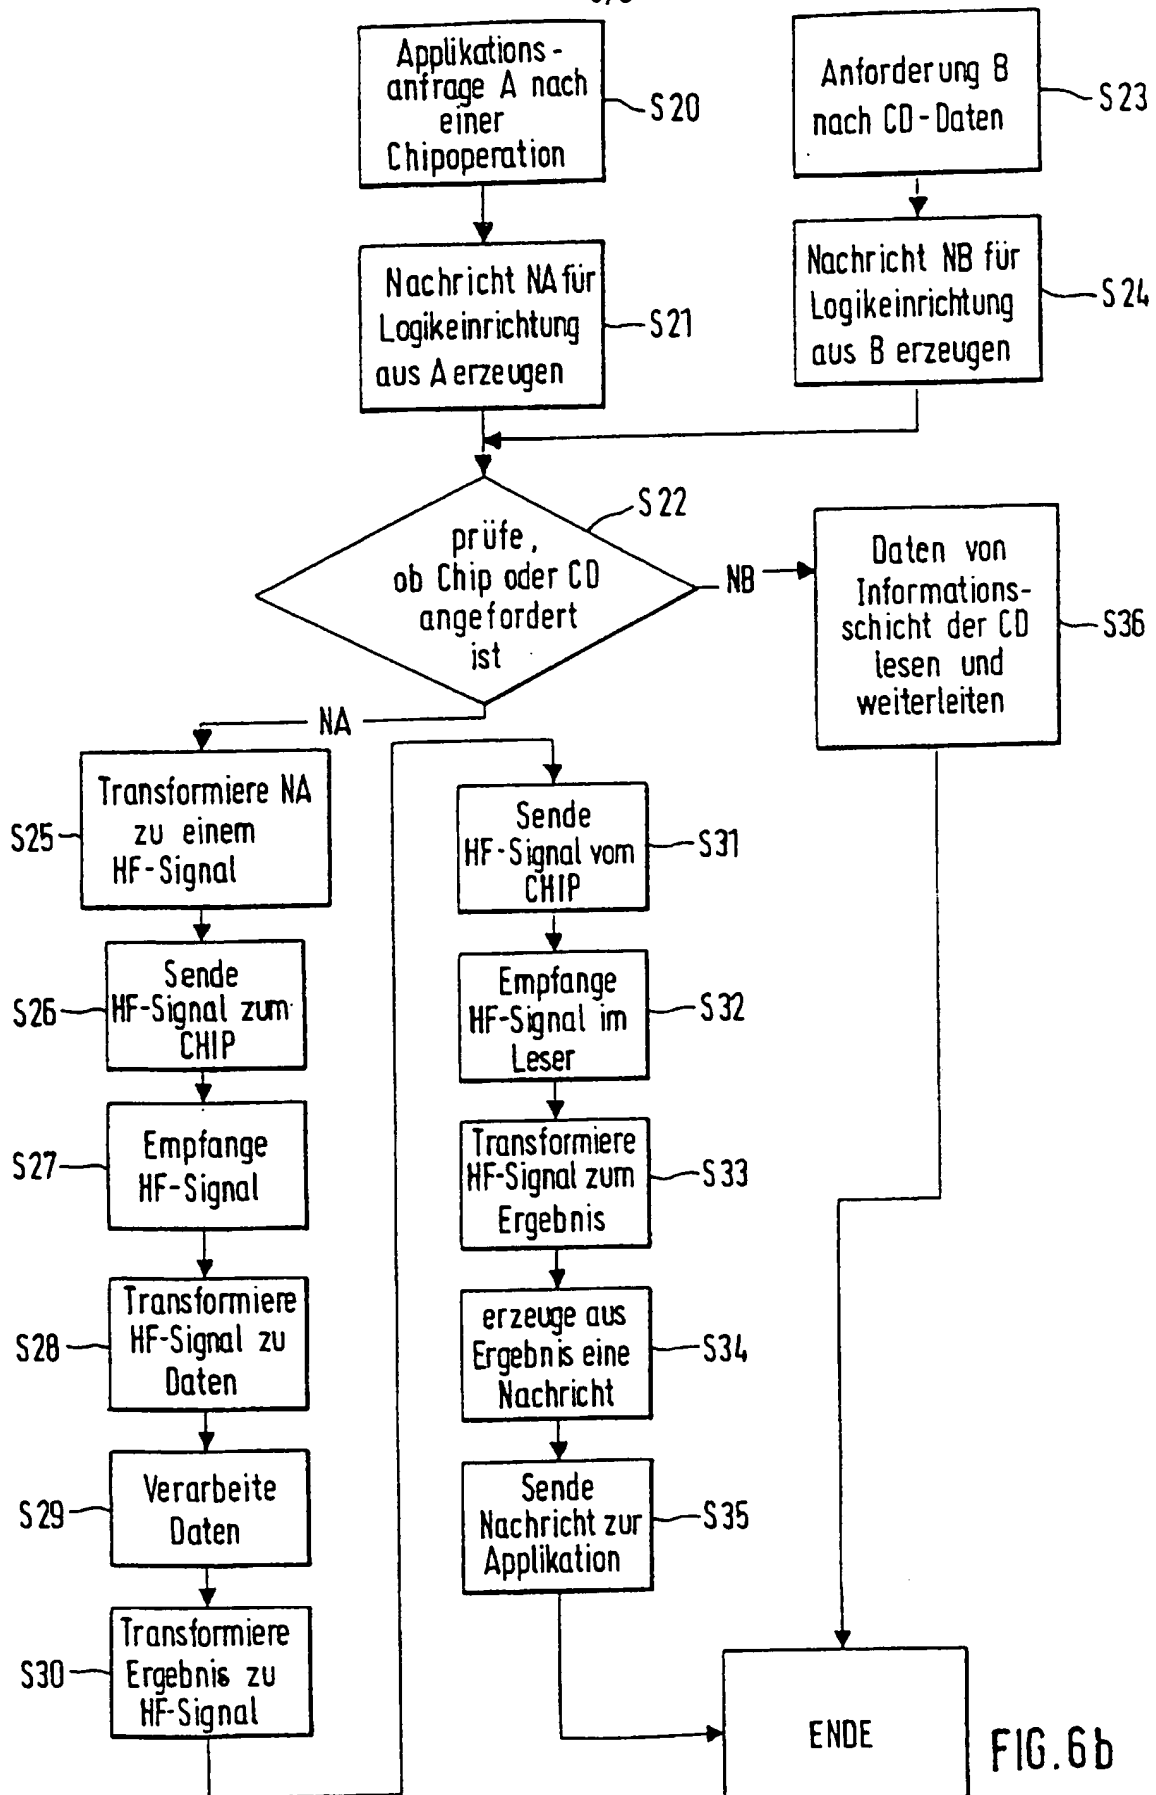 Applikations-
anfrage A nach
einer
Chipoperation
S20
Anforderung B
nach CD-Daten
S23
Nachricht NA für
Logikeinrichtung
aus A erzeugen
S21
Nachricht NB für
Logikeinrichtung
aus B erzeugen
S24
prüfe,
ob Chip oder CD
angefordert
ist
S22
NB
NA
Daten von
Informations-
schicht der CD
lesen und
weiterleiten
S36
Transformiere NA
zu einem
HF-Signal
S25
Sende
HF-Signal zum
CHIP
S26
Empfange
HF-Signal
S27
Transformiere
HF-Signal zu
Daten
S28
Verarbeite
Daten
S29
Transformiere
Ergebnis zu
HF-Signal
S30
Sende
HF-Signal vom
CHIP
S31
Empfange
HF-Signal im
Leser
S32
Transformiere
HF-Signal zum
Ergebnis
S33
erzeuge aus
Ergebnis eine
Nachricht
S34
Sende
Nachricht zur
Applikation
S35
ENDE
FIG.6b